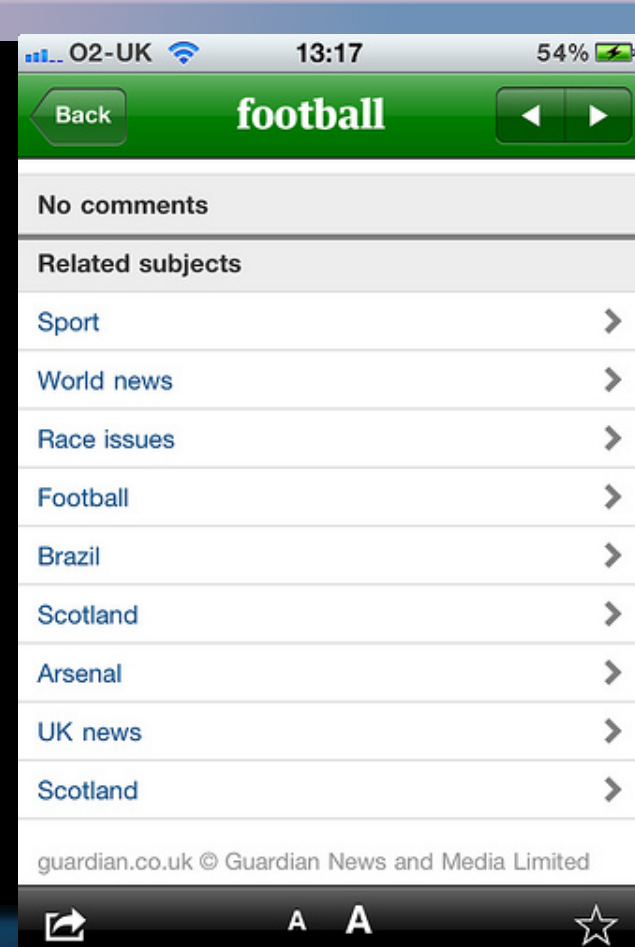 O2-UK 13:17 54%
Back football
No comments
Related subjects
Sport
World news
Race issues
Football
Brazil
Scotland
Arsenal
UK news
Scotland
guardian.co.uk © Guardian News and Media Limited
A A